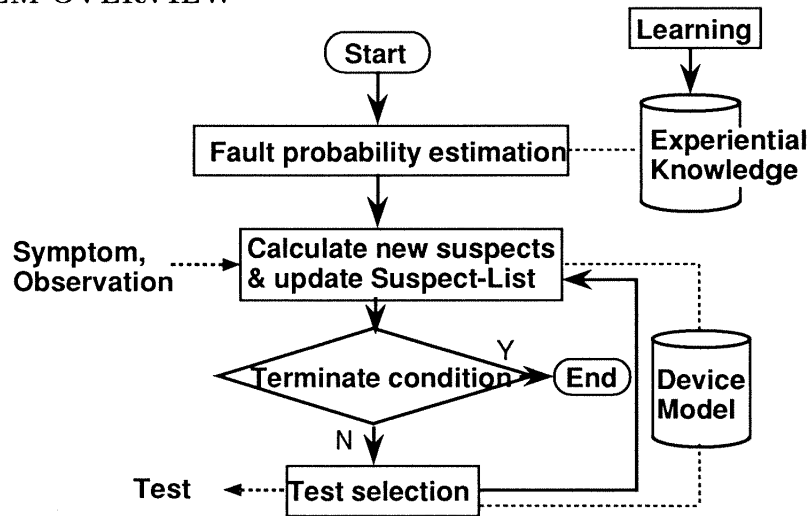 Learning
Start
Fault probability estimation
Experiential
Knowledge
Symptom,
Observation
Calculate new suspects
& update Suspect-List
Terminate condition
Y
End
Device
Model
N
Test
Test selection